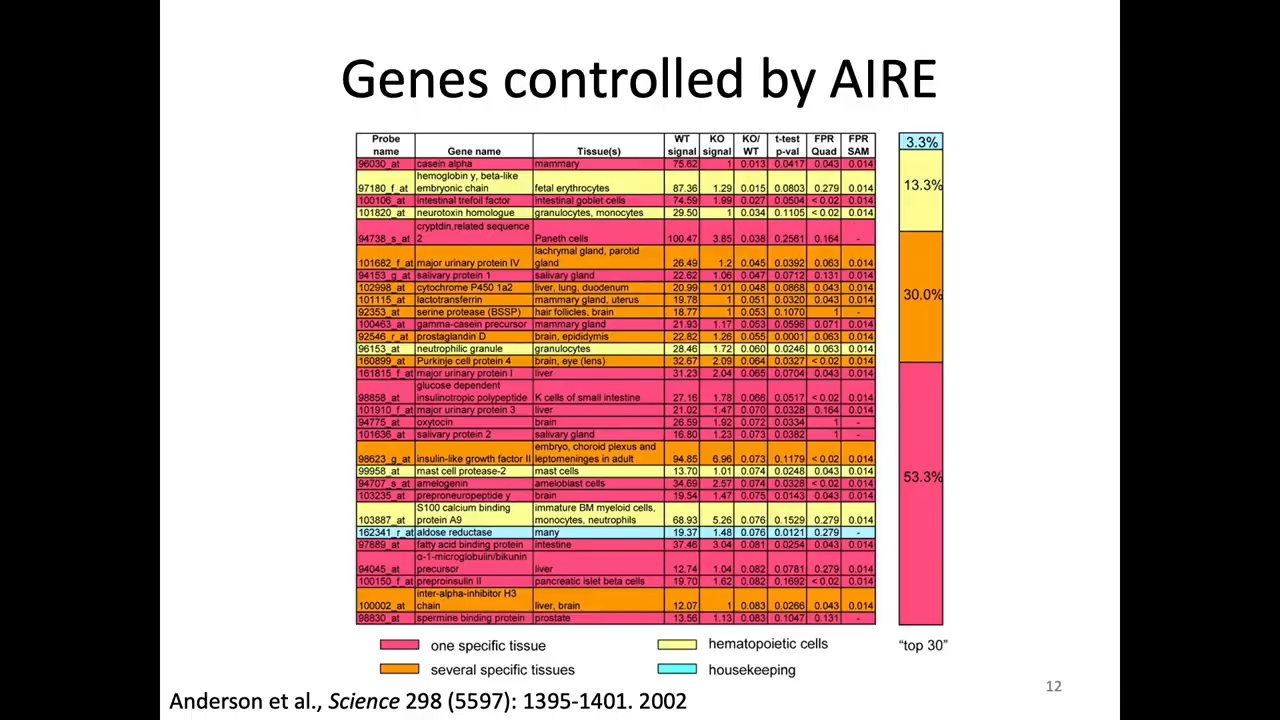 Genes controlled by AIRE
Probe name Gene name Tissue(s) WT signal KO signal KO/WT t-test p-val FPR Quad FPR SAM
96030_at casein alpha mammary 75.62 1 0.013 0.0417 0.043 0.014
97180_f_at hemoglobin y, beta-like embryonic chain fetal erythrocytes 87.36 1.29 0.015 0.0803 0.279 0.014
100106_at intestinal trefoil factor intestinal goblet cells 74.59 1.99 0.027 0.0504 < 0.02 0.014
101820_at neurotoxin homologue granulocytes, monocytes 29.50 1 0.034 0.1105 < 0.02 0.014
94738_s_at cryptdin,related sequence 2 Paneth cells 100.47 3.85 0.038 0.2561 0.164 -
101682_f_at major urinary protein IV lachrymal gland, parotid gland 26.49 1.2 0.045 0.0392 0.063 0.014
94153_g_at salivary protein 1 salivary gland 22.62 1.06 0.047 0.0712 0.131 0.014
102998_at cytochrome P450 1a2 liver, lung, duodenum 20.99 1.01 0.048 0.0868 0.043 0.014
101115_at lactotransferrin mammary gland, uterus 19.78 1 0.051 0.0320 0.043 0.014
92353_at serine protease (BSSP) hair follicles, brain 18.77 1 0.053 0.1070 1 -
100463_at gamma-casein precursor mammary gland 21.93 1.17 0.053 0.0596 0.071 0.014
92546_r_at prostaglandin D brain, epididymis 22.82 1.26 0.055 0.0001 0.063 0.014
96153_at neutrophilic granule granulocytes 28.46 1.72 0.060 0.0246 0.063 0.014
160899_at Purkinje cell protein 4 brain, eye (lens) 32.67 2.09 0.064 0.0327 < 0.02 0.014
161815_f_at major urinary protein I liver 31.23 2.04 0.065 0.0704 0.043 0.014
98858_at glucose dependent insulinotropic polypeptide K cells of small intestine 27.16 1.78 0.066 0.0517 < 0.02 0.014
101910_f_at major urinary protein 3 liver 21.02 1.47 0.070 0.0328 0.164 0.014
94775_at oxytocin brain 26.59 1.92 0.072 0.0334 1 -
101636_at salivary protein 2 salivary gland 16.80 1.23 0.073 0.0382 1 -
98623_g_at insulin-like growth factor II embryo, choroid plexus and leptomeninges in adult 94.85 6.96 0.073 0.1179 < 0.02 0.014
99958_at mast cell protease-2 mast cells 13.70 1.01 0.074 0.0248 0.043 0.014
94707_s_at amelogenin ameloblast cells 34.69 2.57 0.074 0.0328 < 0.02 0.014
103235_at preproneuropeptide y brain 19.54 1.47 0.075 0.0143 0.043 0.014
103887_at S100 calcium binding protein A9 immature BM myeloid cells, monocytes, neutrophils 68.93 5.26 0.076 0.1529 0.279 0.014
162341_r_at aldose reductase many 19.37 1.48 0.076 0.0121 0.279 -
97889_at fatty acid binding protein intestine 37.46 3.04 0.081 0.0254 0.043 0.014
94045_at α-1-microglobulin/bikunin precursor liver 12.74 1.04 0.082 0.0781 0.279 0.014
100150_f_at preproinsulin II pancreatic islet beta cells 19.70 1.62 0.082 0.1692 < 0.02 0.014
100002_at inter-alpha-inhibitor H3 chain liver, brain 12.07 1 0.083 0.0266 0.043 0.014
98830_at spermine binding protein prostate 13.56 1.13 0.083 0.1047 0.131 -
3.3%
13.3%
30.0%
53.3%
"top 30"
one specific tissue
hematopoietic cells
several specific tissues
housekeeping
12
Anderson et al., Science 298 (5597): 1395-1401. 2002